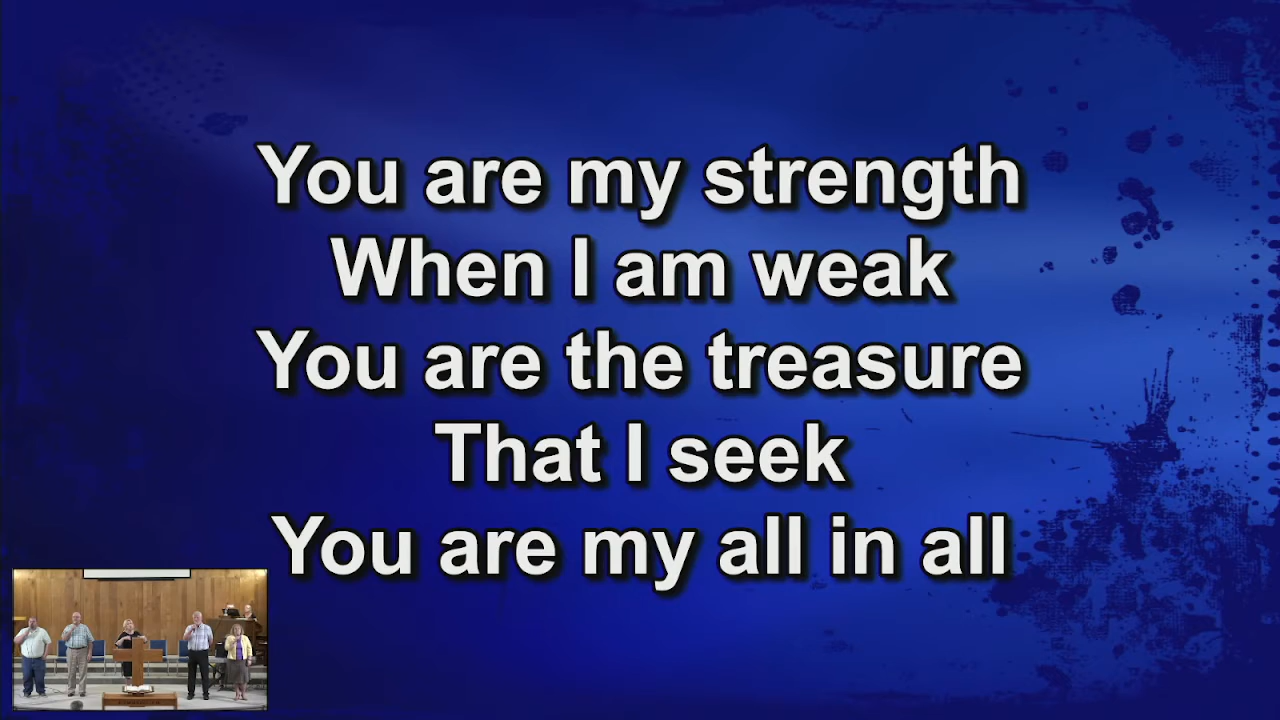 You are my strength
When I am weak
You are the treasure
That I seek
You are my all in all